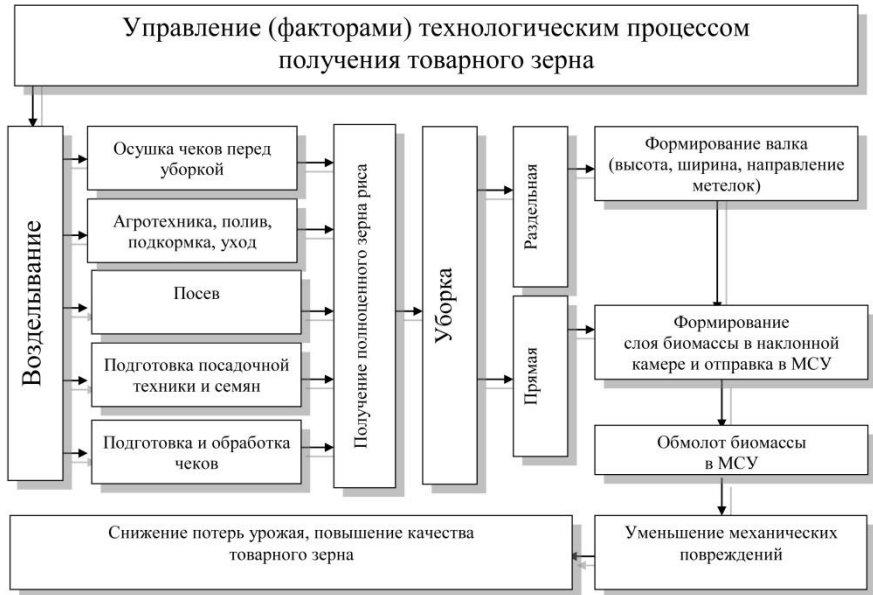 Управление (факторами) технологическим процессом
получения товарного зерна
Возделывание
Осушка чеков перед
уборкой
Агротехника, полив,
подкормка, уход
Посев
Подготовка посадочной
техники и семян
Подготовка и обработка
чеков
Получение полноценного зерна риса
Уборка
Раздельная
Прямая
Формирование валка
(высота, ширина, направление
метелок)
Формирование
слоя биомассы в наклонной
камере и отправка в МСУ
Обмолот биомассы
в МСУ
Уменьшение механических
повреждений
Снижение потерь урожая, повышение качества
товарного зерна